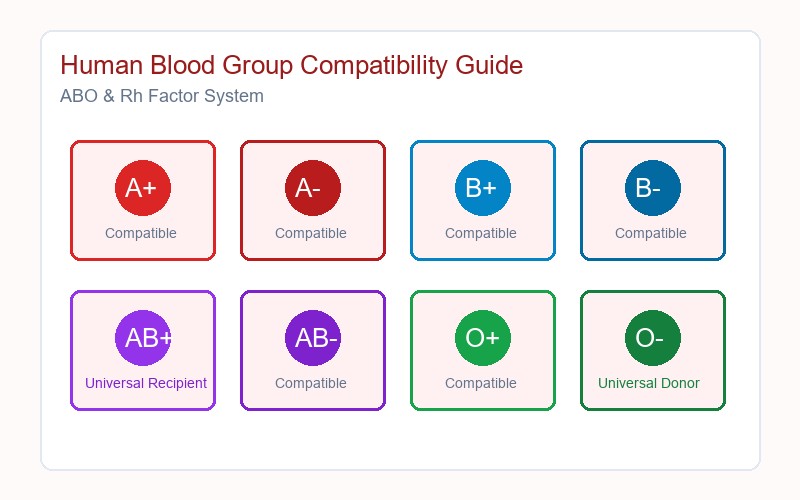 Human Blood Group Compatibility Guide
ABO & Rh Factor System
A+
A-
B+
B-
Compatible
Compatible
Compatible
Compatible
AB+
AB-
O+
O-
Universal Recipient
Compatible
Compatible
Universal Donor